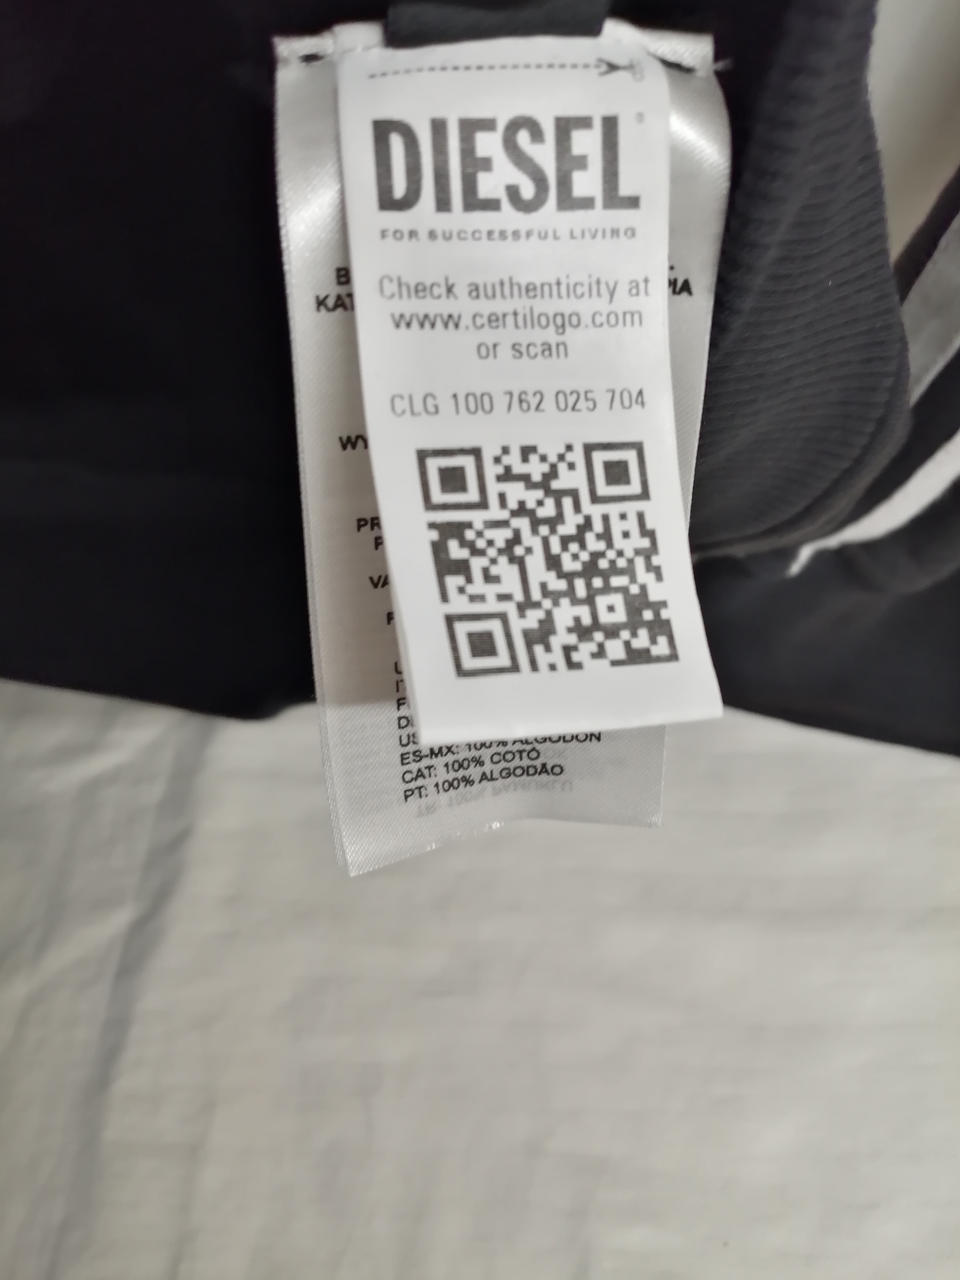 DIESEL
FOR SUCCESSFUL LIVING
Check authenticity at
www.certilogo.com
or scan
CLG 100 762 025 704
ES-MX: 100% ALGODÓN
CAT: 100% COTÓ
PT: 100% ALGODÃO